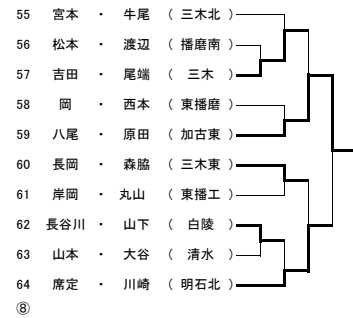 55 宮本 ・ 牛尾 ( 三木北 )
56 松本 ・ 渡辺 ( 播磨南 )
57 吉田 ・ 尾端 ( 三木 )
58 岡 ・ 西本 ( 東播磨 )
59 八尾 ・ 原田 ( 加古東 )
60 長岡 ・ 森脇 ( 三木東 )
61 岸岡 ・ 丸山 ( 東播工 )
62 長谷川 ・ 山下 ( 白陵 )
63 山本 ・ 大谷 ( 清水 )
64 席定 ・ 川崎 ( 明石北 )
⑧